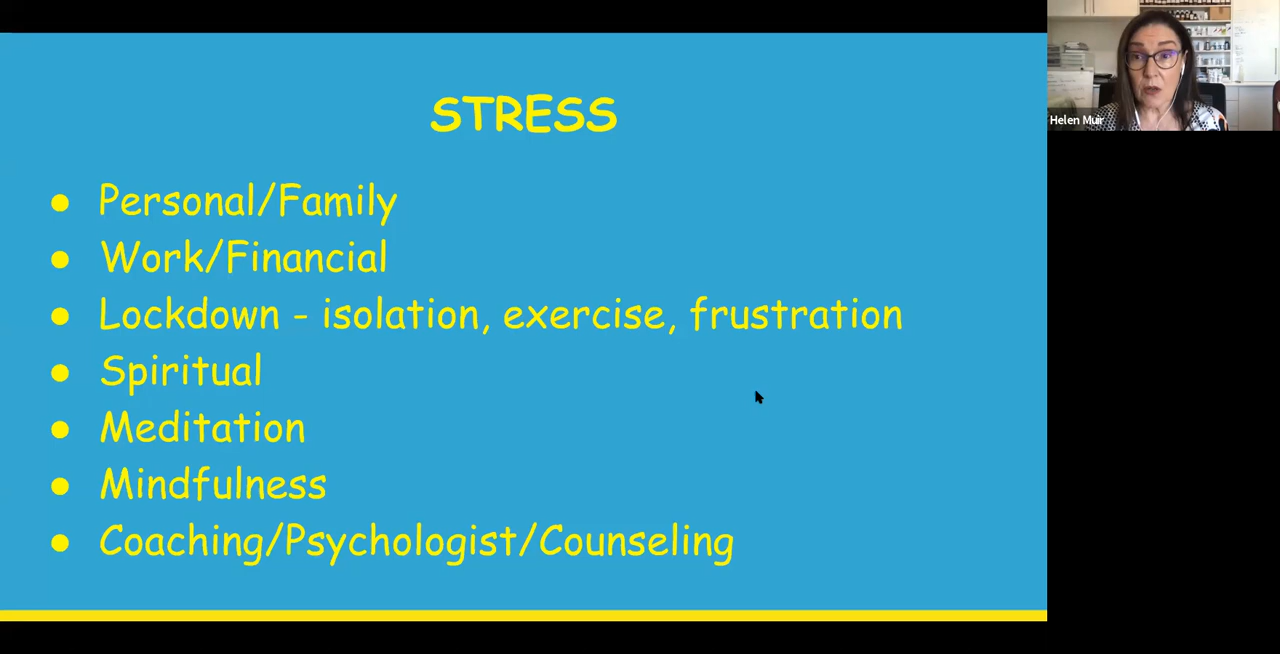 STRESS
● Personal/Family
● Work/Financial
● Lockdown - isolation, exercise, frustration
● Spiritual
● Meditation
● Mindfulness
● Coaching/Psychologist/Counseling
Helen Muir